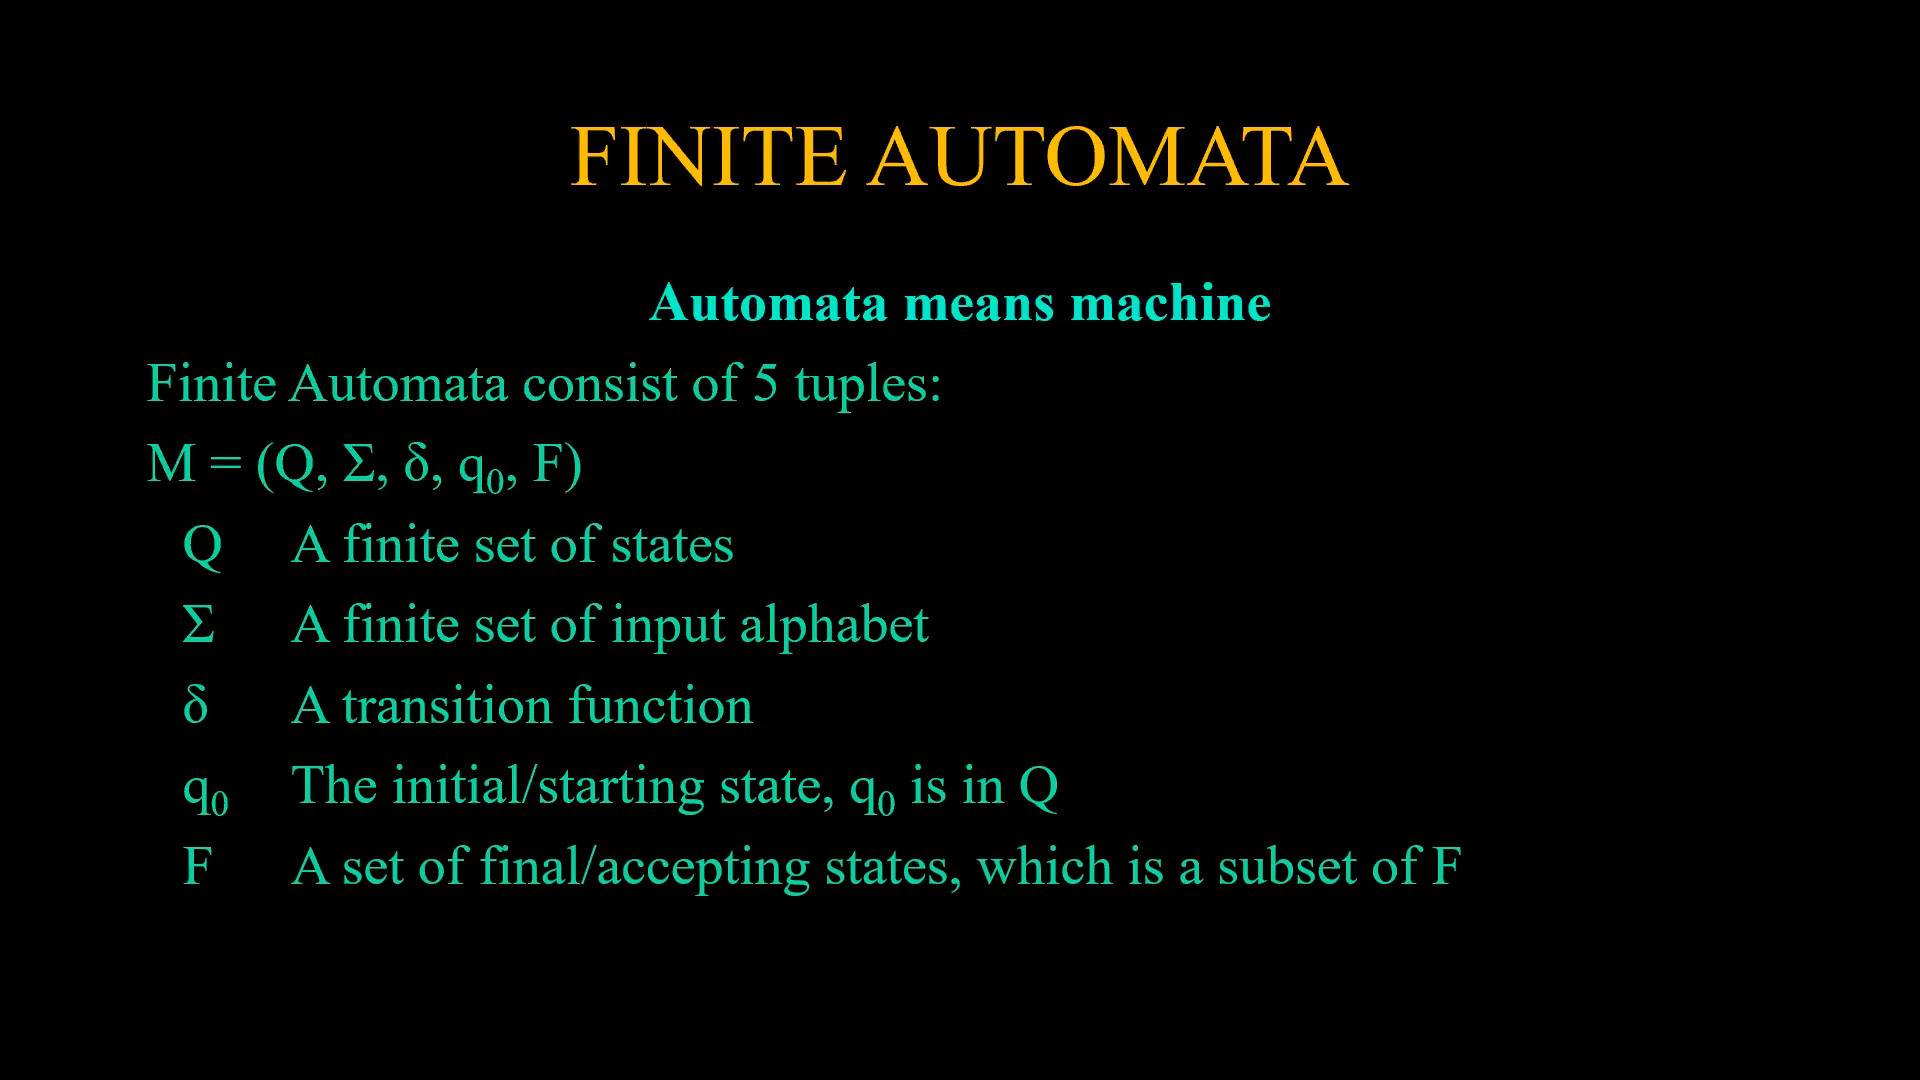 FINITE AUTOMATA
Automata means machine
Finite Automata consist of 5 tuples:
M = (Q, Σ, δ, q₀, F)
Q A finite set of states
Σ A finite set of input alphabet
δ A transition function
q₀ The initial/starting state, q₀ is in Q
F A set of final/accepting states, which is a subset of F